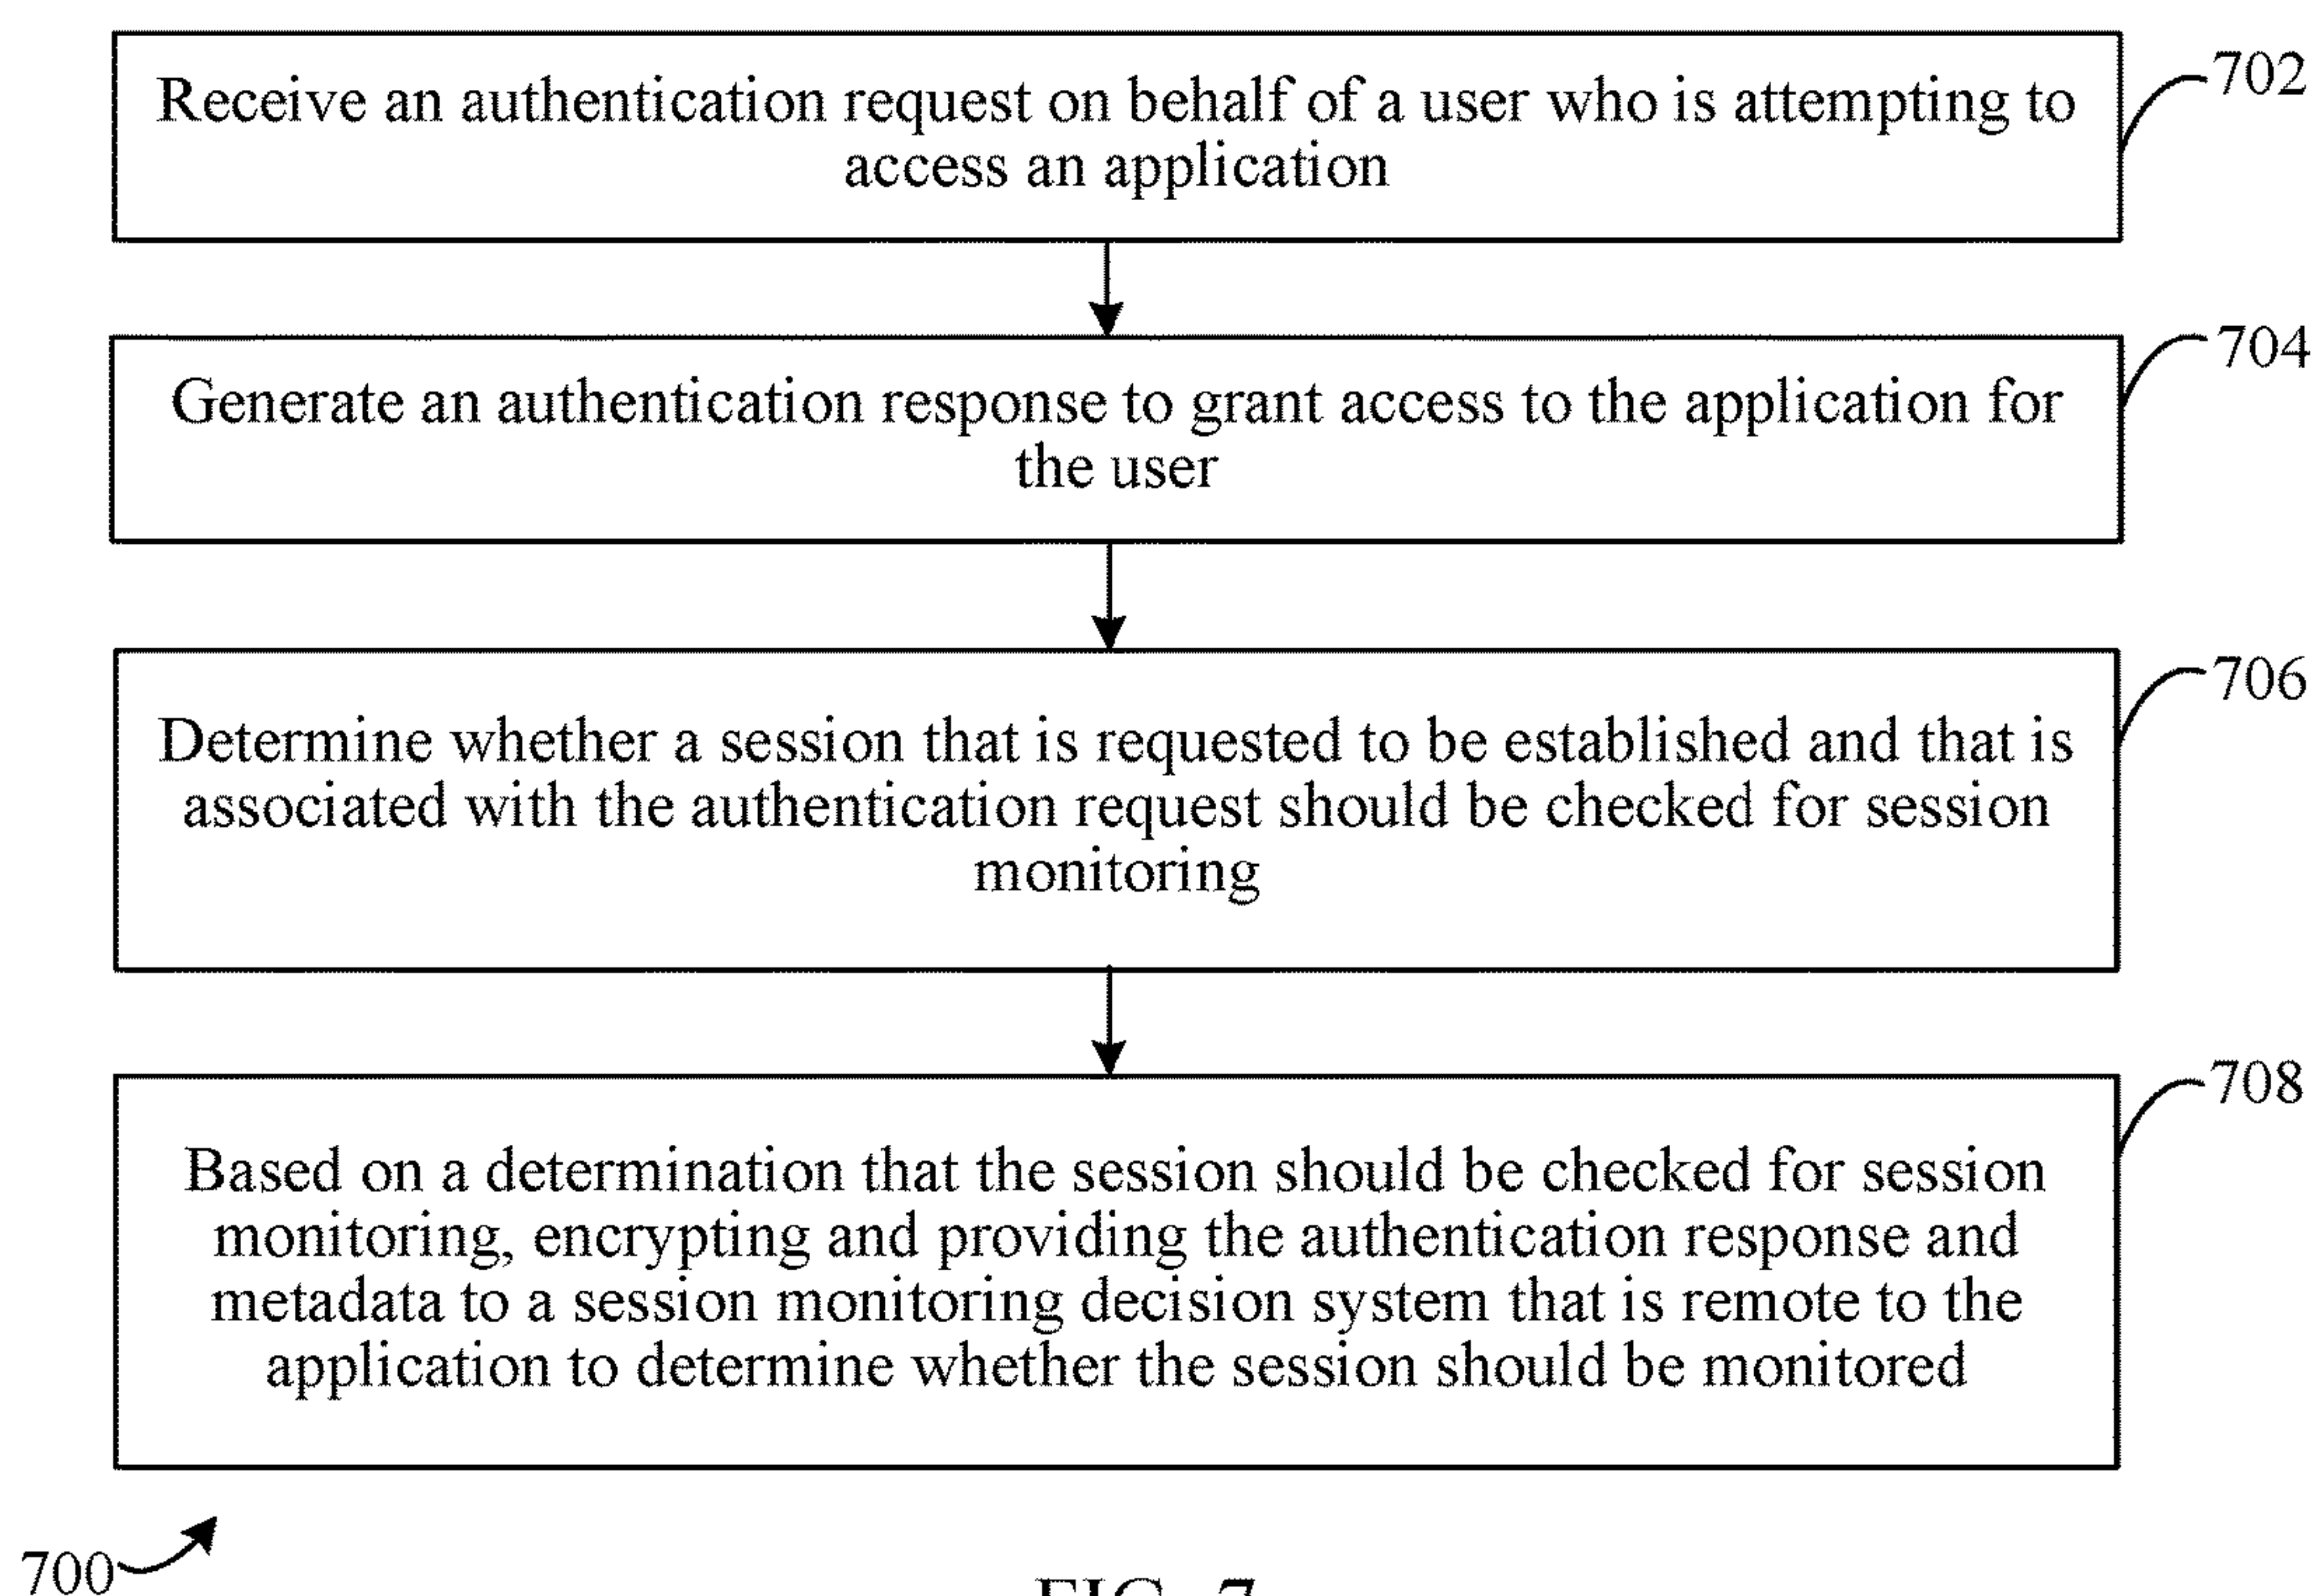 Receive an authentication request on behalf of a user who is attempting to
access an application
702
Generate an authentication response to grant access to the application for
the user
704
Determine whether a session that is requested to be established and that is
associated with the authentication request should be checked for session
monitoring
706
Based on a determination that the session should be checked for session
monitoring, encrypting and providing the authentication response and
metadata to a session monitoring decision system that is remote to the
application to determine whether the session should be monitored
708
700
FIG. 7